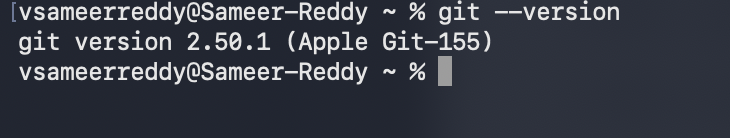 [vsameerreddy@Sameer-Reddy ~ % git --version
git version 2.50.1 (Apple Git-155)
vsameerreddy@Sameer-Reddy ~ %